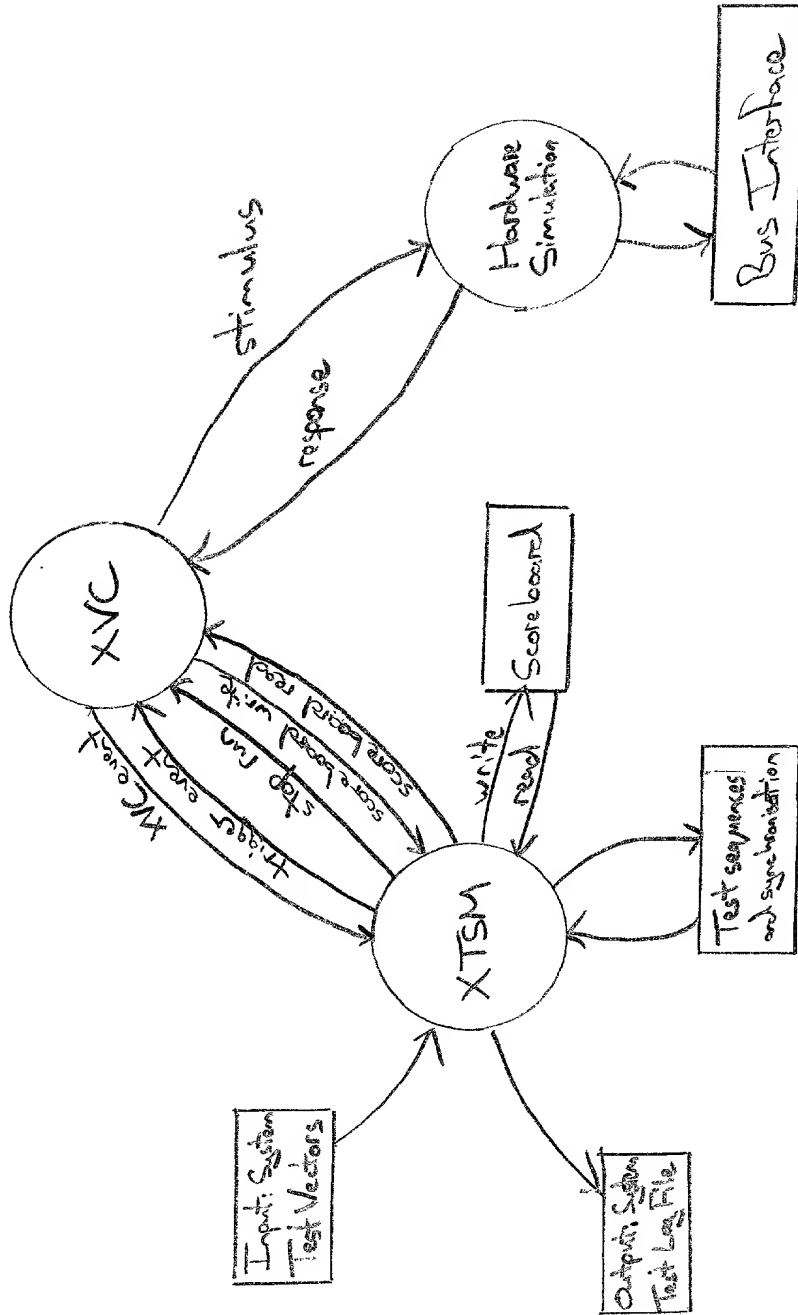 Input: System
Test Vectors
Output: System
Test Log File
XTSM
XVC event
trigger event
stop run
scoreboard write
scoreboard read
XVC
write
read
Scoreboard
Test sequences
and synchronisation
stimulus
response
Hardware
Simulation
Bus Interface